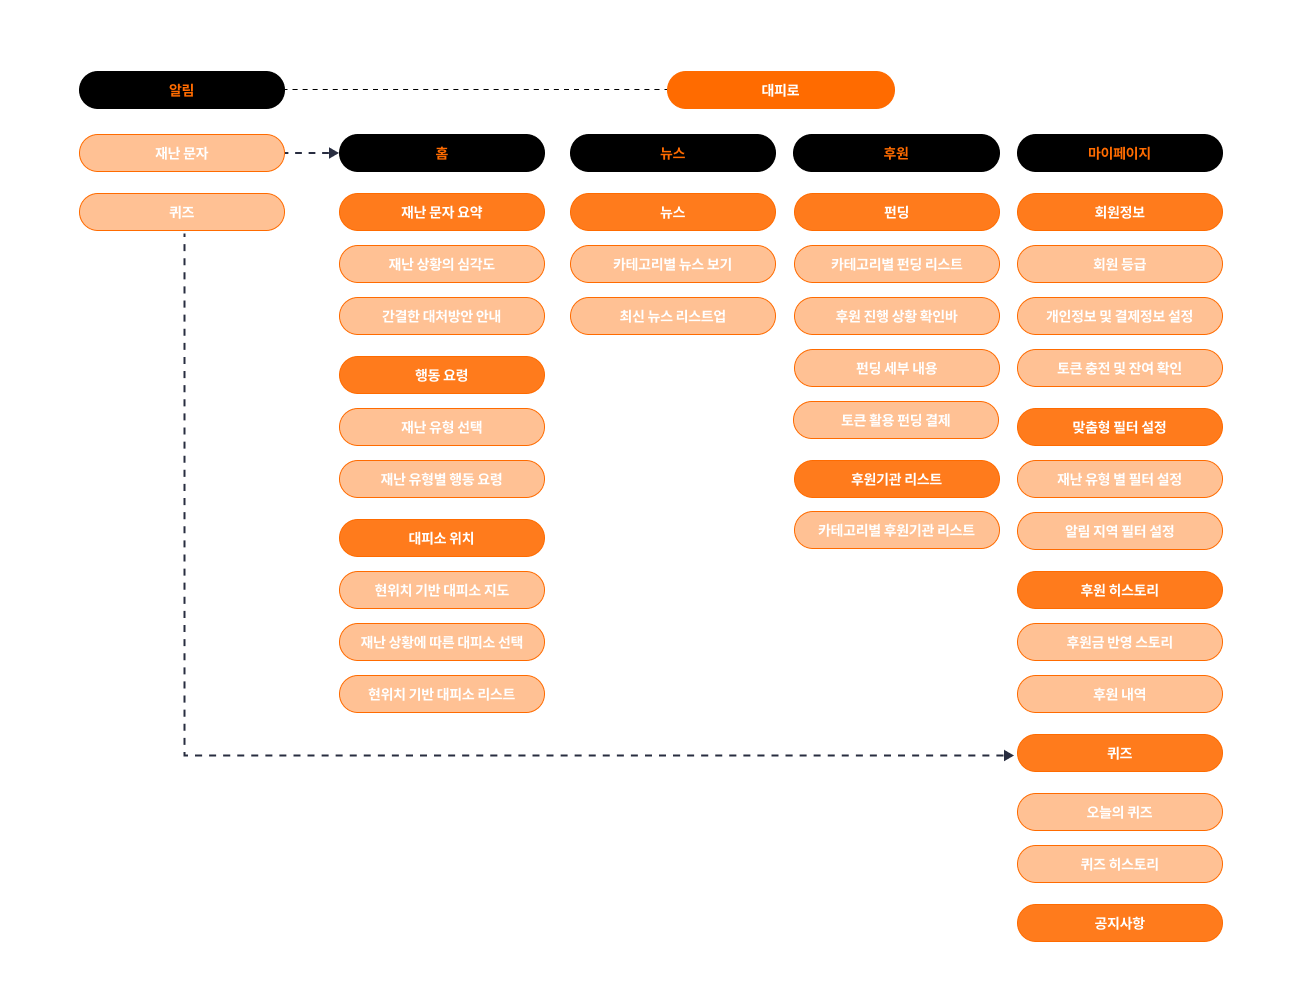 알림
대피로
재난 문자
퀴즈
홈
재난 문자 요약
재난 상황의 심각도
간결한 대처방안 안내
행동 요령
재난 유형 선택
재난 유형별 행동 요령
대피소 위치
현위치 기반 대피소 지도
재난 상황에 따른 대피소 선택
현위치 기반 대피소 리스트
뉴스
뉴스
카테고리별 뉴스 보기
최신 뉴스 리스트업
후원
펀딩
카테고리별 펀딩 리스트
후원 진행 상황 확인바
펀딩 세부 내용
토큰 활용 펀딩 결제
후원기관 리스트
카테고리별 후원기관 리스트
마이페이지
회원정보
회원 등급
개인정보 및 결제정보 설정
토큰 충전 및 잔여 확인
맞춤형 필터 설정
재난 유형 별 필터 설정
알림 지역 필터 설정
후원 히스토리
후원금 반영 스토리
후원 내역
퀴즈
오늘의 퀴즈
퀴즈 히스토리
공지사항